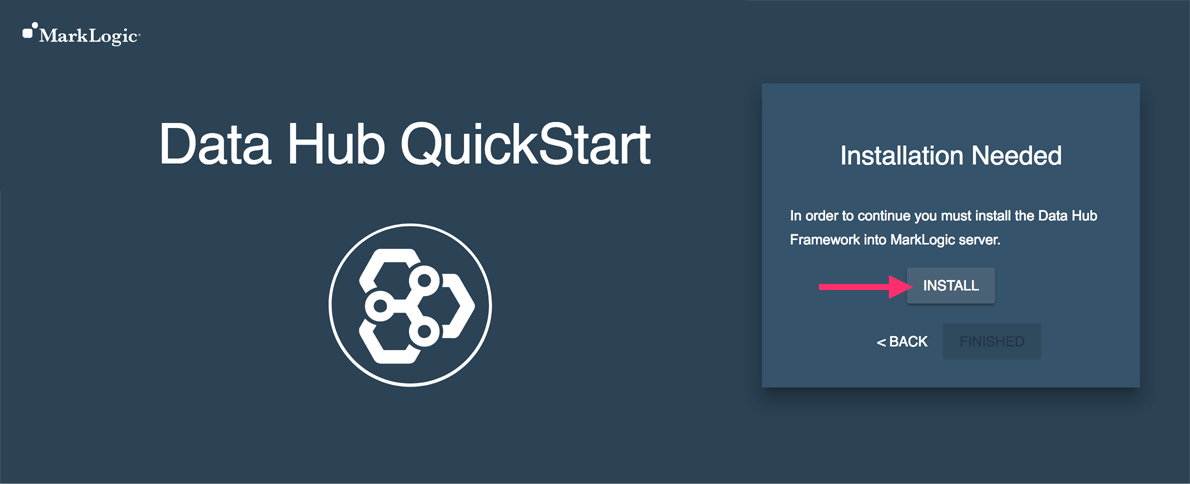 MarkLogic
Data Hub QuickStart
Installation Needed
In order to continue you must install the Data Hub
Framework into MarkLogic server.
INSTALL
< BACK FINISHED